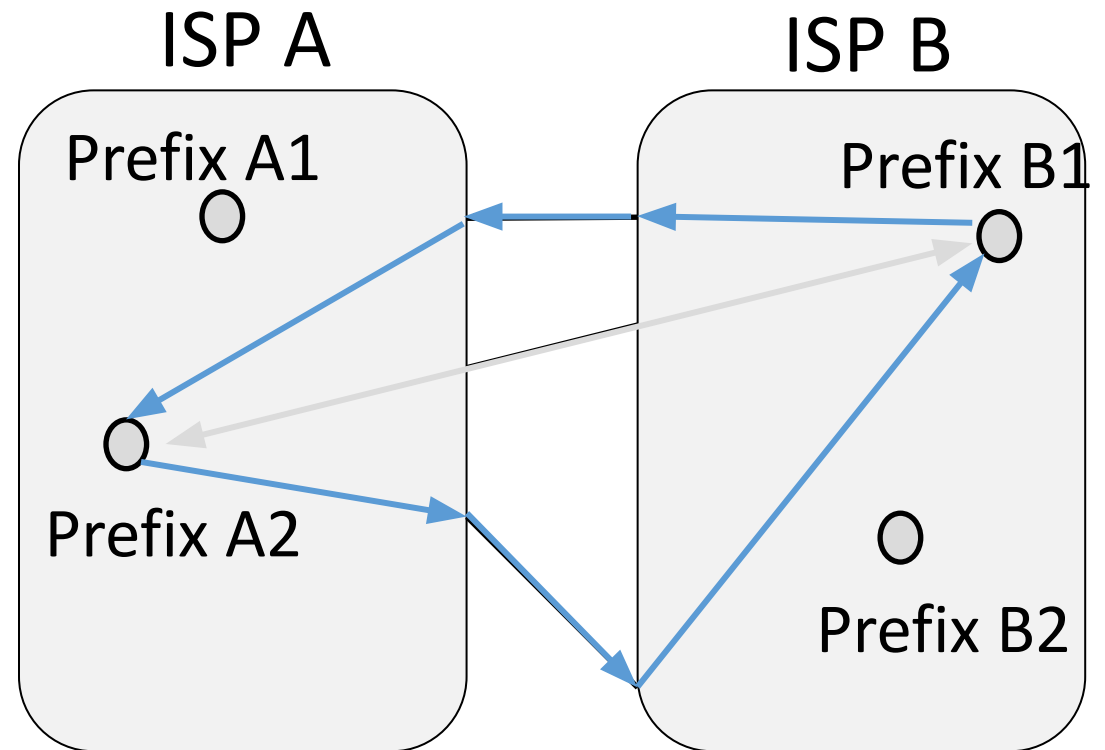 ISP A
ISP B
Prefix A1
Prefix B1
Prefix A2
Prefix B2